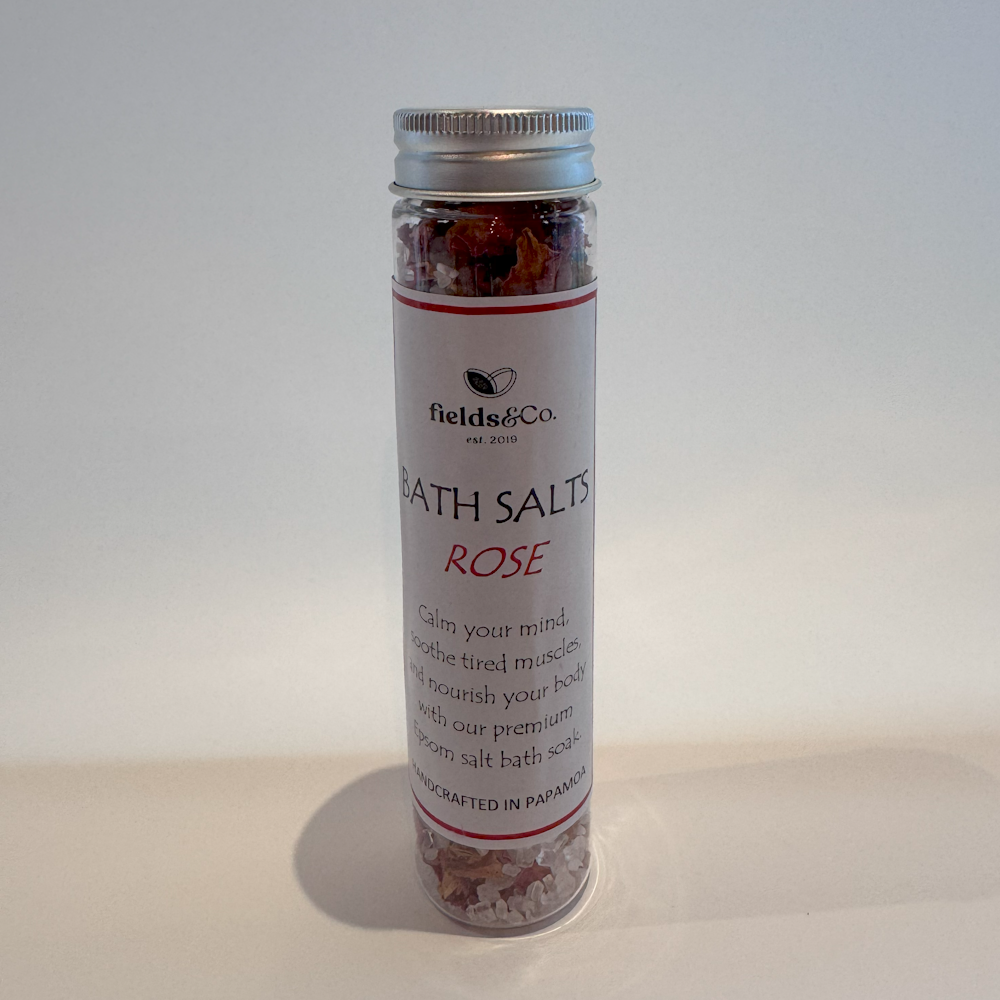 fields&Co.
est. 2019
BATH SALTS
ROSE
Calm your mind,
soothe tired muscles,
and nourish your body
with our premium
Epsom salt bath soak.
HANDCRAFTED IN PAPAMOA